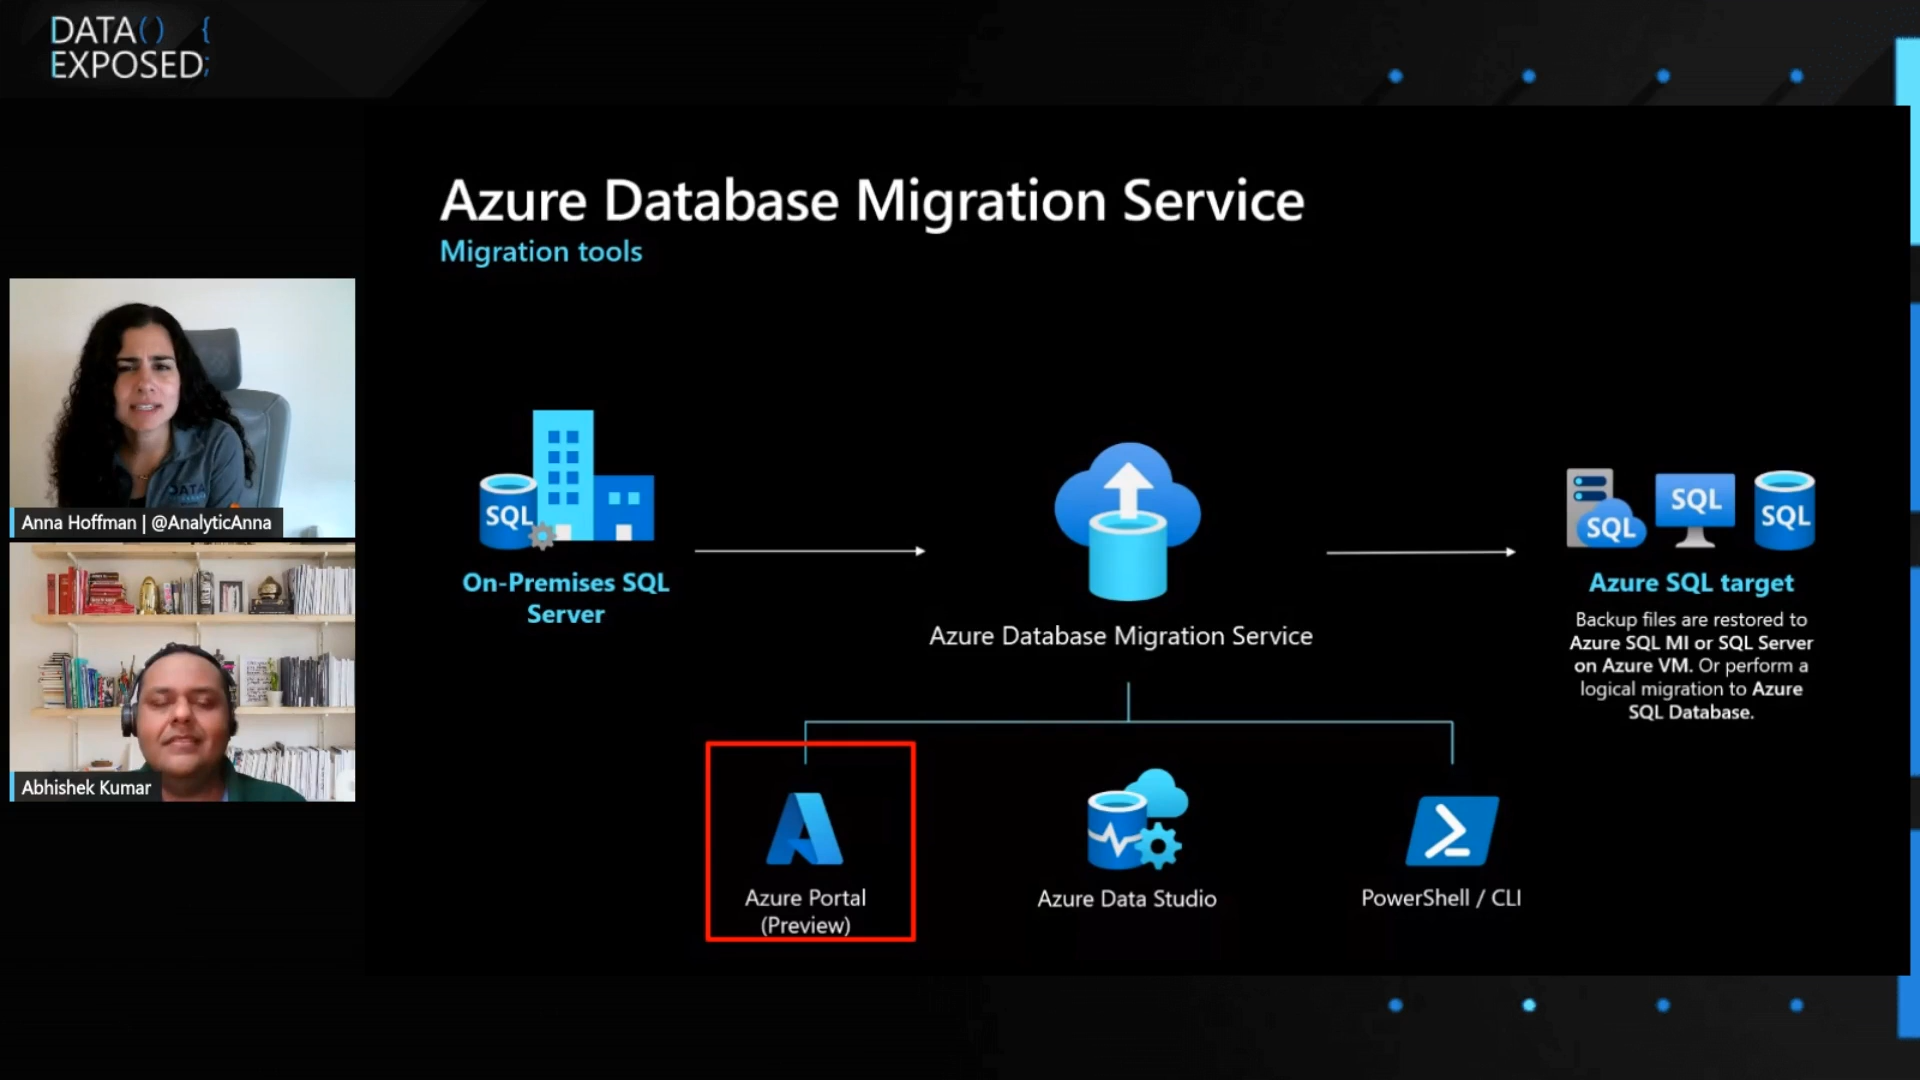 DATA() {
EXPOSED;
Azure Database Migration Service
Migration tools
Anna Hoffman | @AnalyticAnna
Abhishek Kumar
SQL
On-Premises SQL
Server
Azure Database Migration Service
SQL
SQL
SQL
Azure SQL target
Backup files are restored to
Azure SQL MI or SQL Server
on Azure VM. Or perform a
logical migration to Azure
SQL Database.
Azure Portal
(Preview)
Azure Data Studio
PowerShell / CLI
DATA